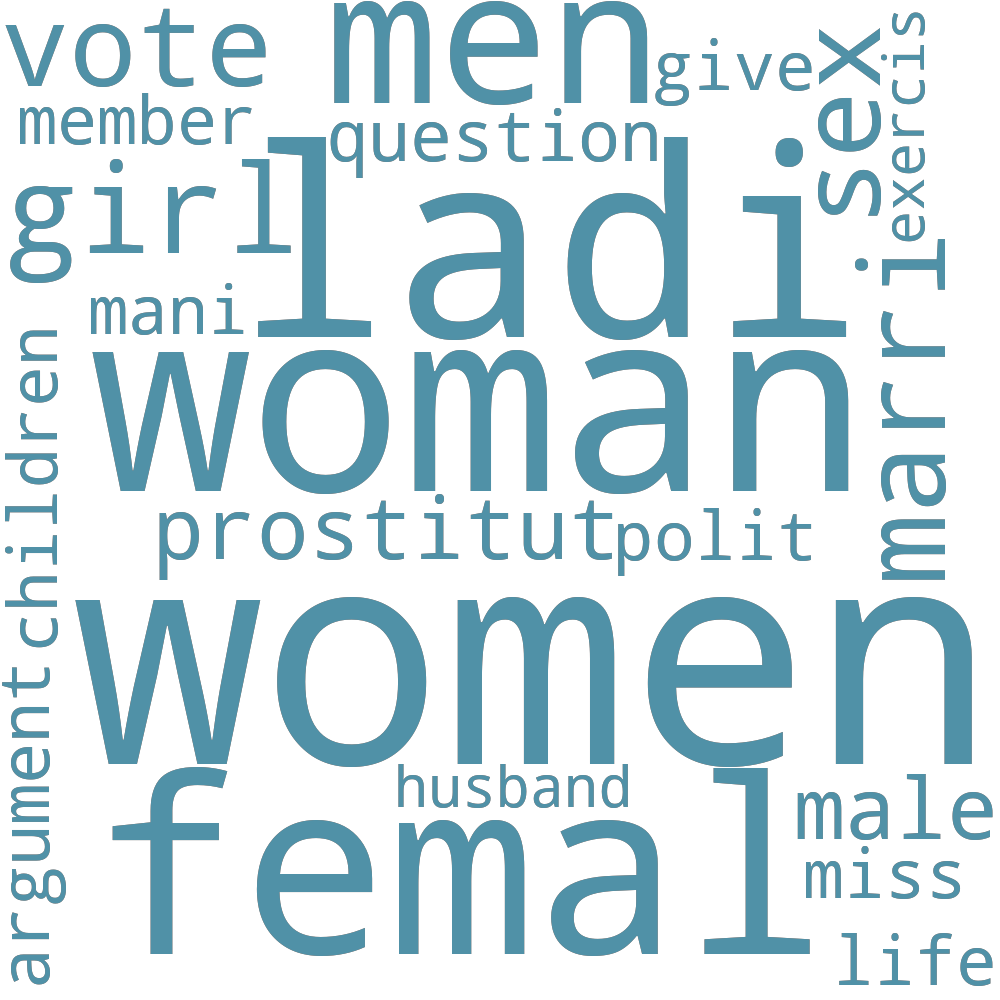 vote
men
give
sex
exercis
member
question
girl
ladi
mani
marri
woman
children
prostitut
polit
women
argument
husband
femal
male
miss
life